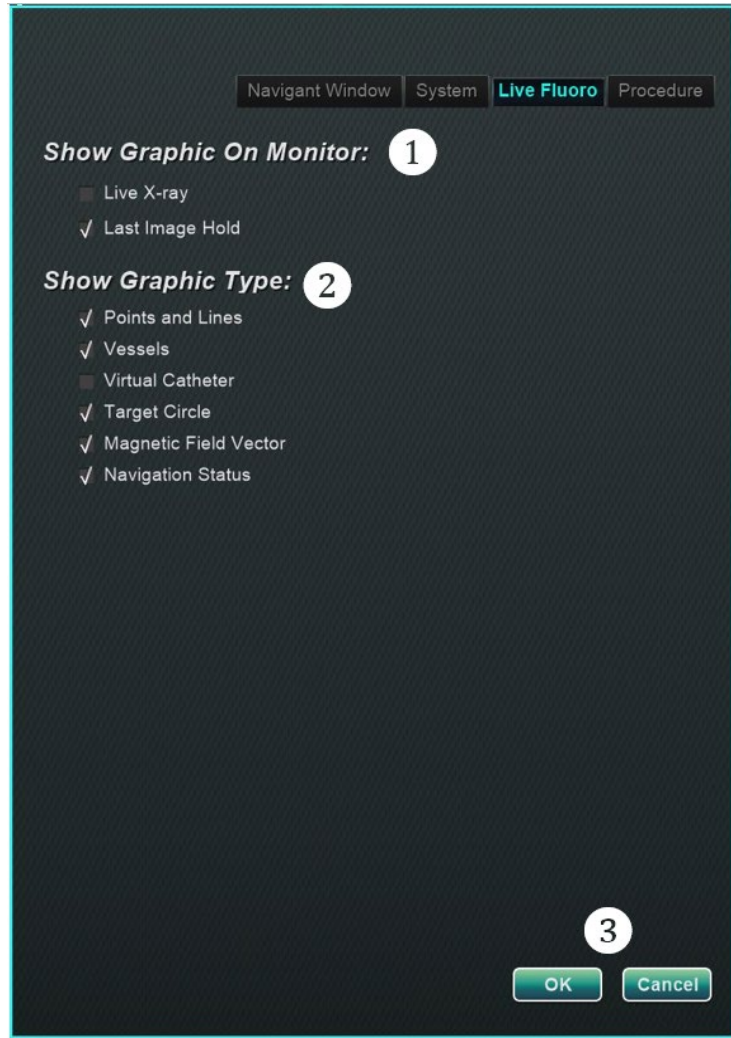 Navigant Window System Live Fluoro Procedure
Show Graphic On Monitor: 1
Live X-ray
Last Image Hold
Show Graphic Type: 2
Points and Lines
Vessels
Virtual Catheter
Target Circle
Magnetic Field Vector
Navigation Status
3
OK Cancel